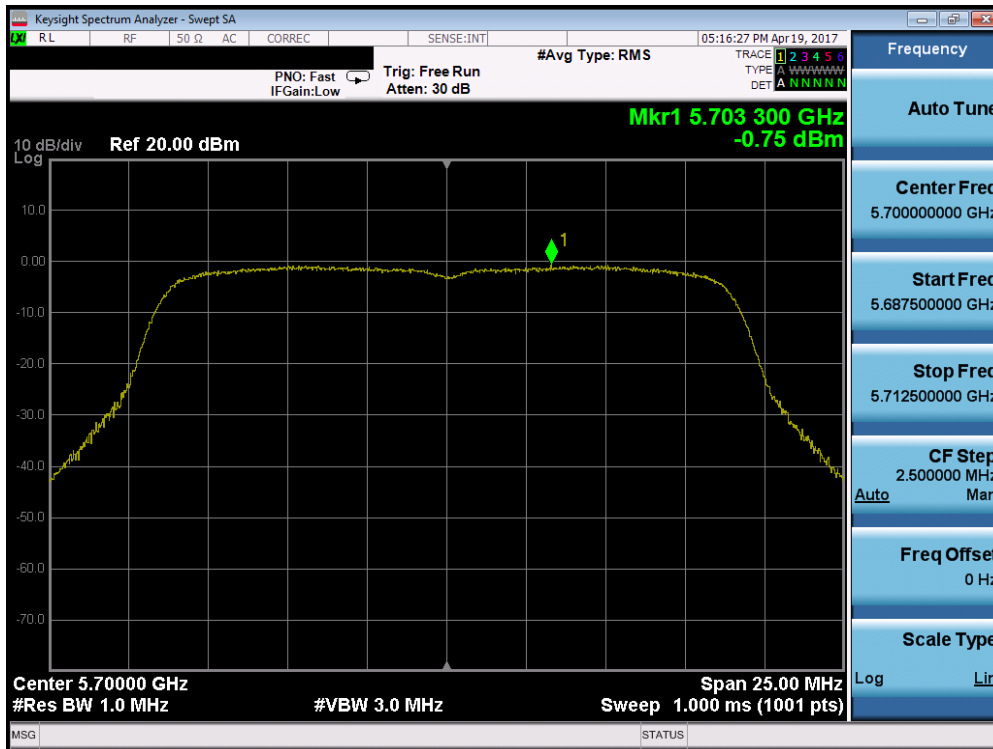 Keysight Spectrum Analyzer - Swept SA
LXI RL RF 50 Ω AC CORREC SENSE:INT 05:16:27 PM Apr 19, 2017
#Avg Type: RMS TRACE 1 2 3 4 5 6
PNO: Fast Trig: Free Run TYPE A WWWWW
IFGain:Low Atten: 30 dB DET A N N N N N
Mkr1 5.703 300 GHz
-0.75 dBm
10 dB/div Ref 20.00 dBm
Log
10.0
1
0.00
-10.0
-20.0
-30.0
-40.0
-50.0
-60.0
-70.0
Center 5.70000 GHz Span 25.00 MHz
#Res BW 1.0 MHz #VBW 3.0 MHz Sweep 1.000 ms (1001 pts)
MSG STATUS
Frequency
Auto Tune
Center Freq
5.700000000 GHz
Start Freq
5.687500000 GHz
Stop Freq
5.712500000 GHz
CF Step
2.500000 MHz
Auto Man
Freq Offset
0 Hz
Scale Type
Log Lin